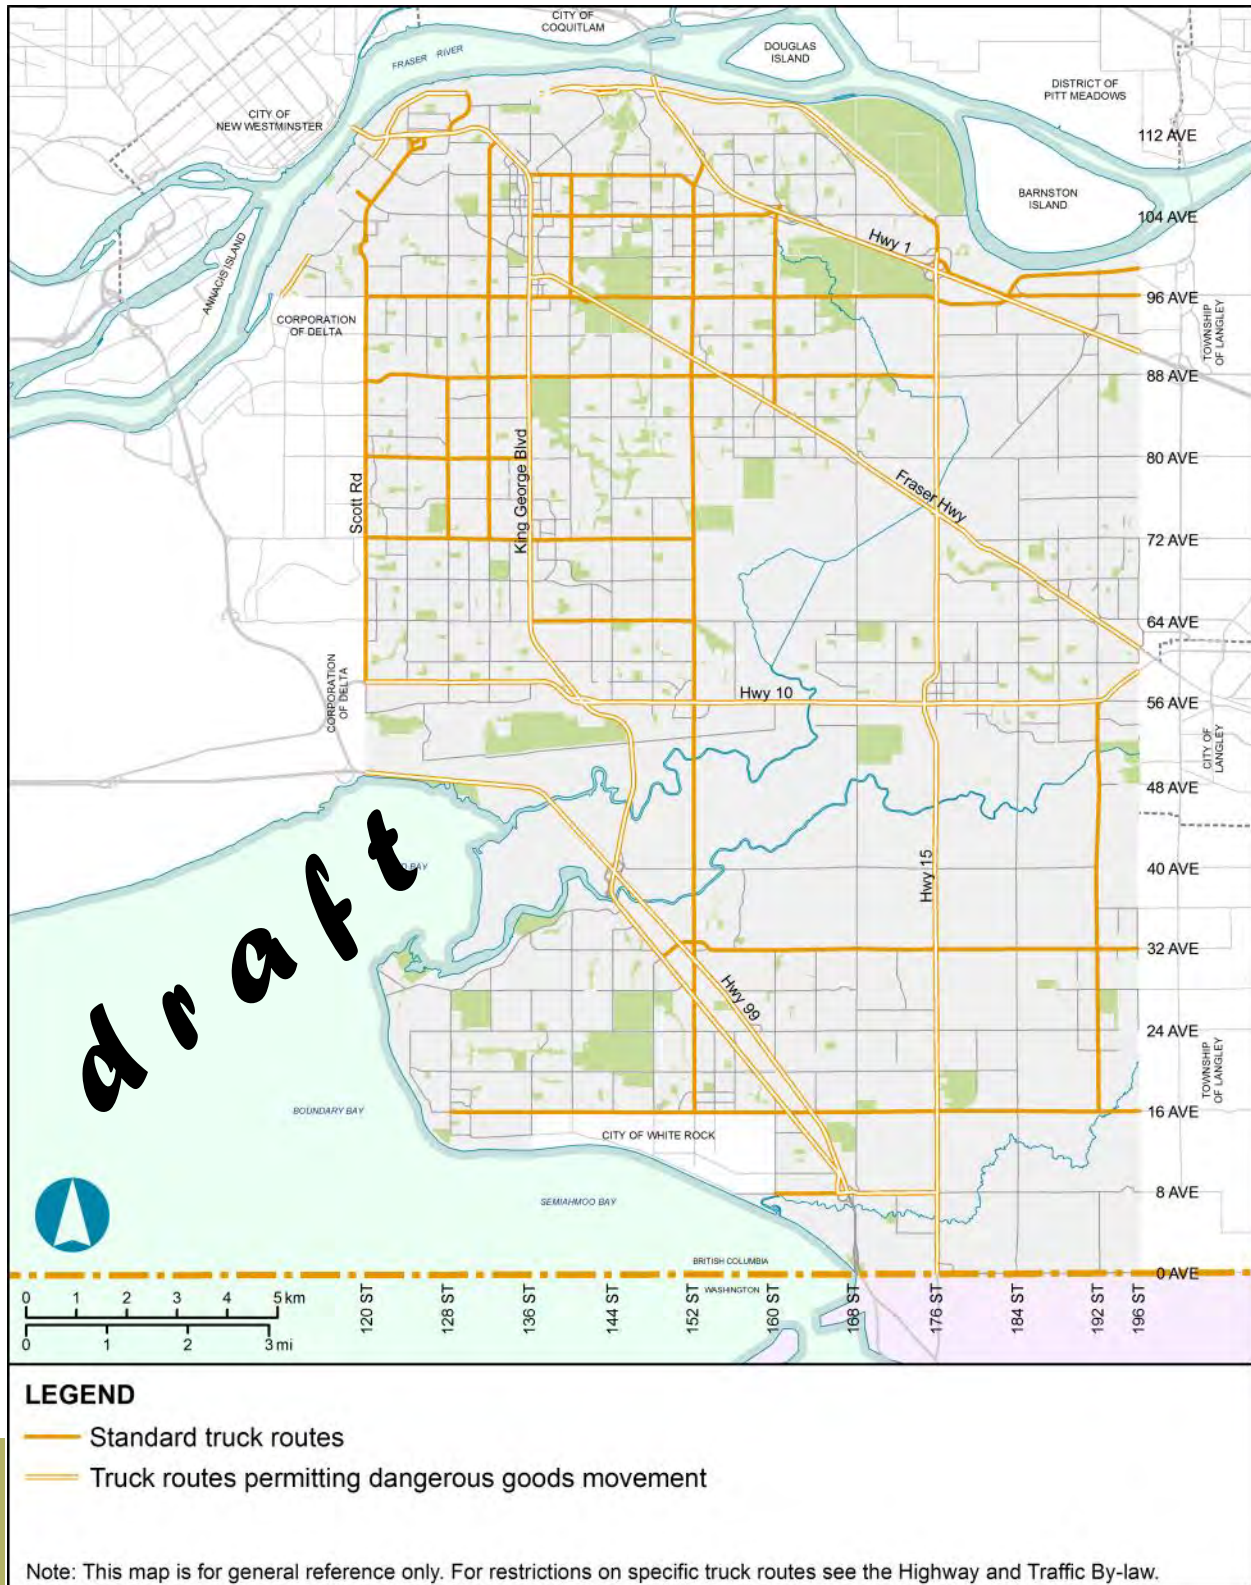 CITY OF
COQUITLAM
DOUGLAS
ISLAND
FRASER RIVER
DISTRICT OF
PITT MEADOWS
CITY OF
NEW WESTMINSTER
112 AVE
BARNSTON
ISLAND
104 AVE
Hwy 1
ANNACIS ISLAND
96 AVE
CORPORATION
OF DELTA
TOWNSHIP
OF LANGLEY
88 AVE
80 AVE
Scott Rd
King George Blvd
Fraser Hwy
72 AVE
64 AVE
CORPORATION
OF DELTA
Hwy 10
56 AVE
CITY OF
LANGLEY
48 AVE
draft
BAY
40 AVE
Hwy 15
32 AVE
Hwy 99
24 AVE
TOWNSHIP
OF LANGLEY
BOUNDARY BAY
16 AVE
CITY OF WHITE ROCK
8 AVE
SEMIAHMOO BAY
BRITISH COLUMBIA
0 AVE
WASHINGTON
0 1 2 3 4 5 km
0 1 2 3 mi
120 ST
128 ST
136 ST
144 ST
152 ST
160 ST
168 ST
176 ST
184 ST
192 ST
196 ST
LEGEND
Standard truck routes
Truck routes permitting dangerous goods movement
Note: This map is for general reference only. For restrictions on specific truck routes see the Highway and Traffic By-law.